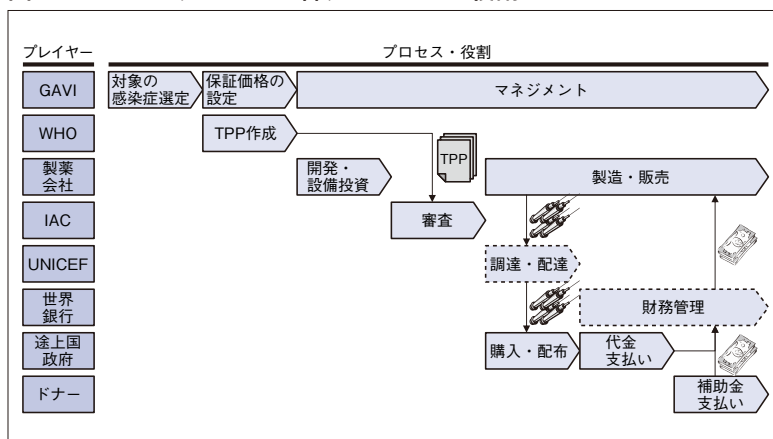 プレイヤー
プロセス・役割
GAVI
対象の
感染症選定
保証価格の
設定
マネジメント
WHO
TPP作成
TPP
製薬
会社
開発・
設備投資
製造・販売
IAC
審査
UNICEF
調達・配達
世界
銀行
財務管理
途上国
政府
購入・配布
代金
支払い
ドナー
補助金
支払い